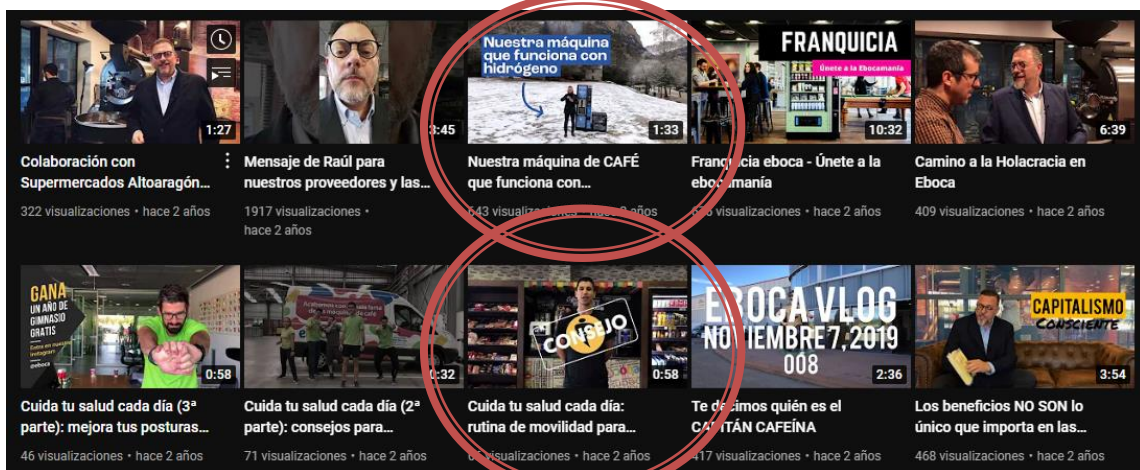 Nuestra máquina
que funciona con
hidrógeno
FRANQUICIA
Únete a la Ebocamanía
1:27
3:45
1:33
10:32
6:39
Colaboración con
Supermercados Altoaragón...
322 visualizaciones • hace 2 años
Mensaje de Raúl para
nuestros proveedores y las...
1917 visualizaciones •
hace 2 años
Nuestra máquina de CAFÉ
que funciona con...
643 visualizaciones • hace 2 años
Franquicia eboca - Únete a la
ebocamanía
visualizaciones • hace 2 años
Camino a la Holacracia en
Eboca
409 visualizaciones • hace 2 años
GANA
UN AÑO DE
GIMNASIO
GRATIS
@eboca
0:58
0:32
CONSEJO
0:58
EBOCA VLOG
NOVIEMBRE 7, 2019
008
2:36
CAPITALISMO
CONSCIENTE
3:54
Cuida tu salud cada día (3ª
parte): mejora tus posturas...
46 visualizaciones • hace 2 años
Cuida tu salud cada día (2ª
parte): consejos para...
71 visualizaciones • hace 2 años
Cuida tu salud cada día:
rutina de movilidad para...
visualizaciones • hace 2 años
Te decimos quién es el
CAPITÁN CAFEÍNA
417 visualizaciones • hace 2 años
Los beneficios NO SON lo
único que importa en las...
468 visualizaciones • hace 2 años